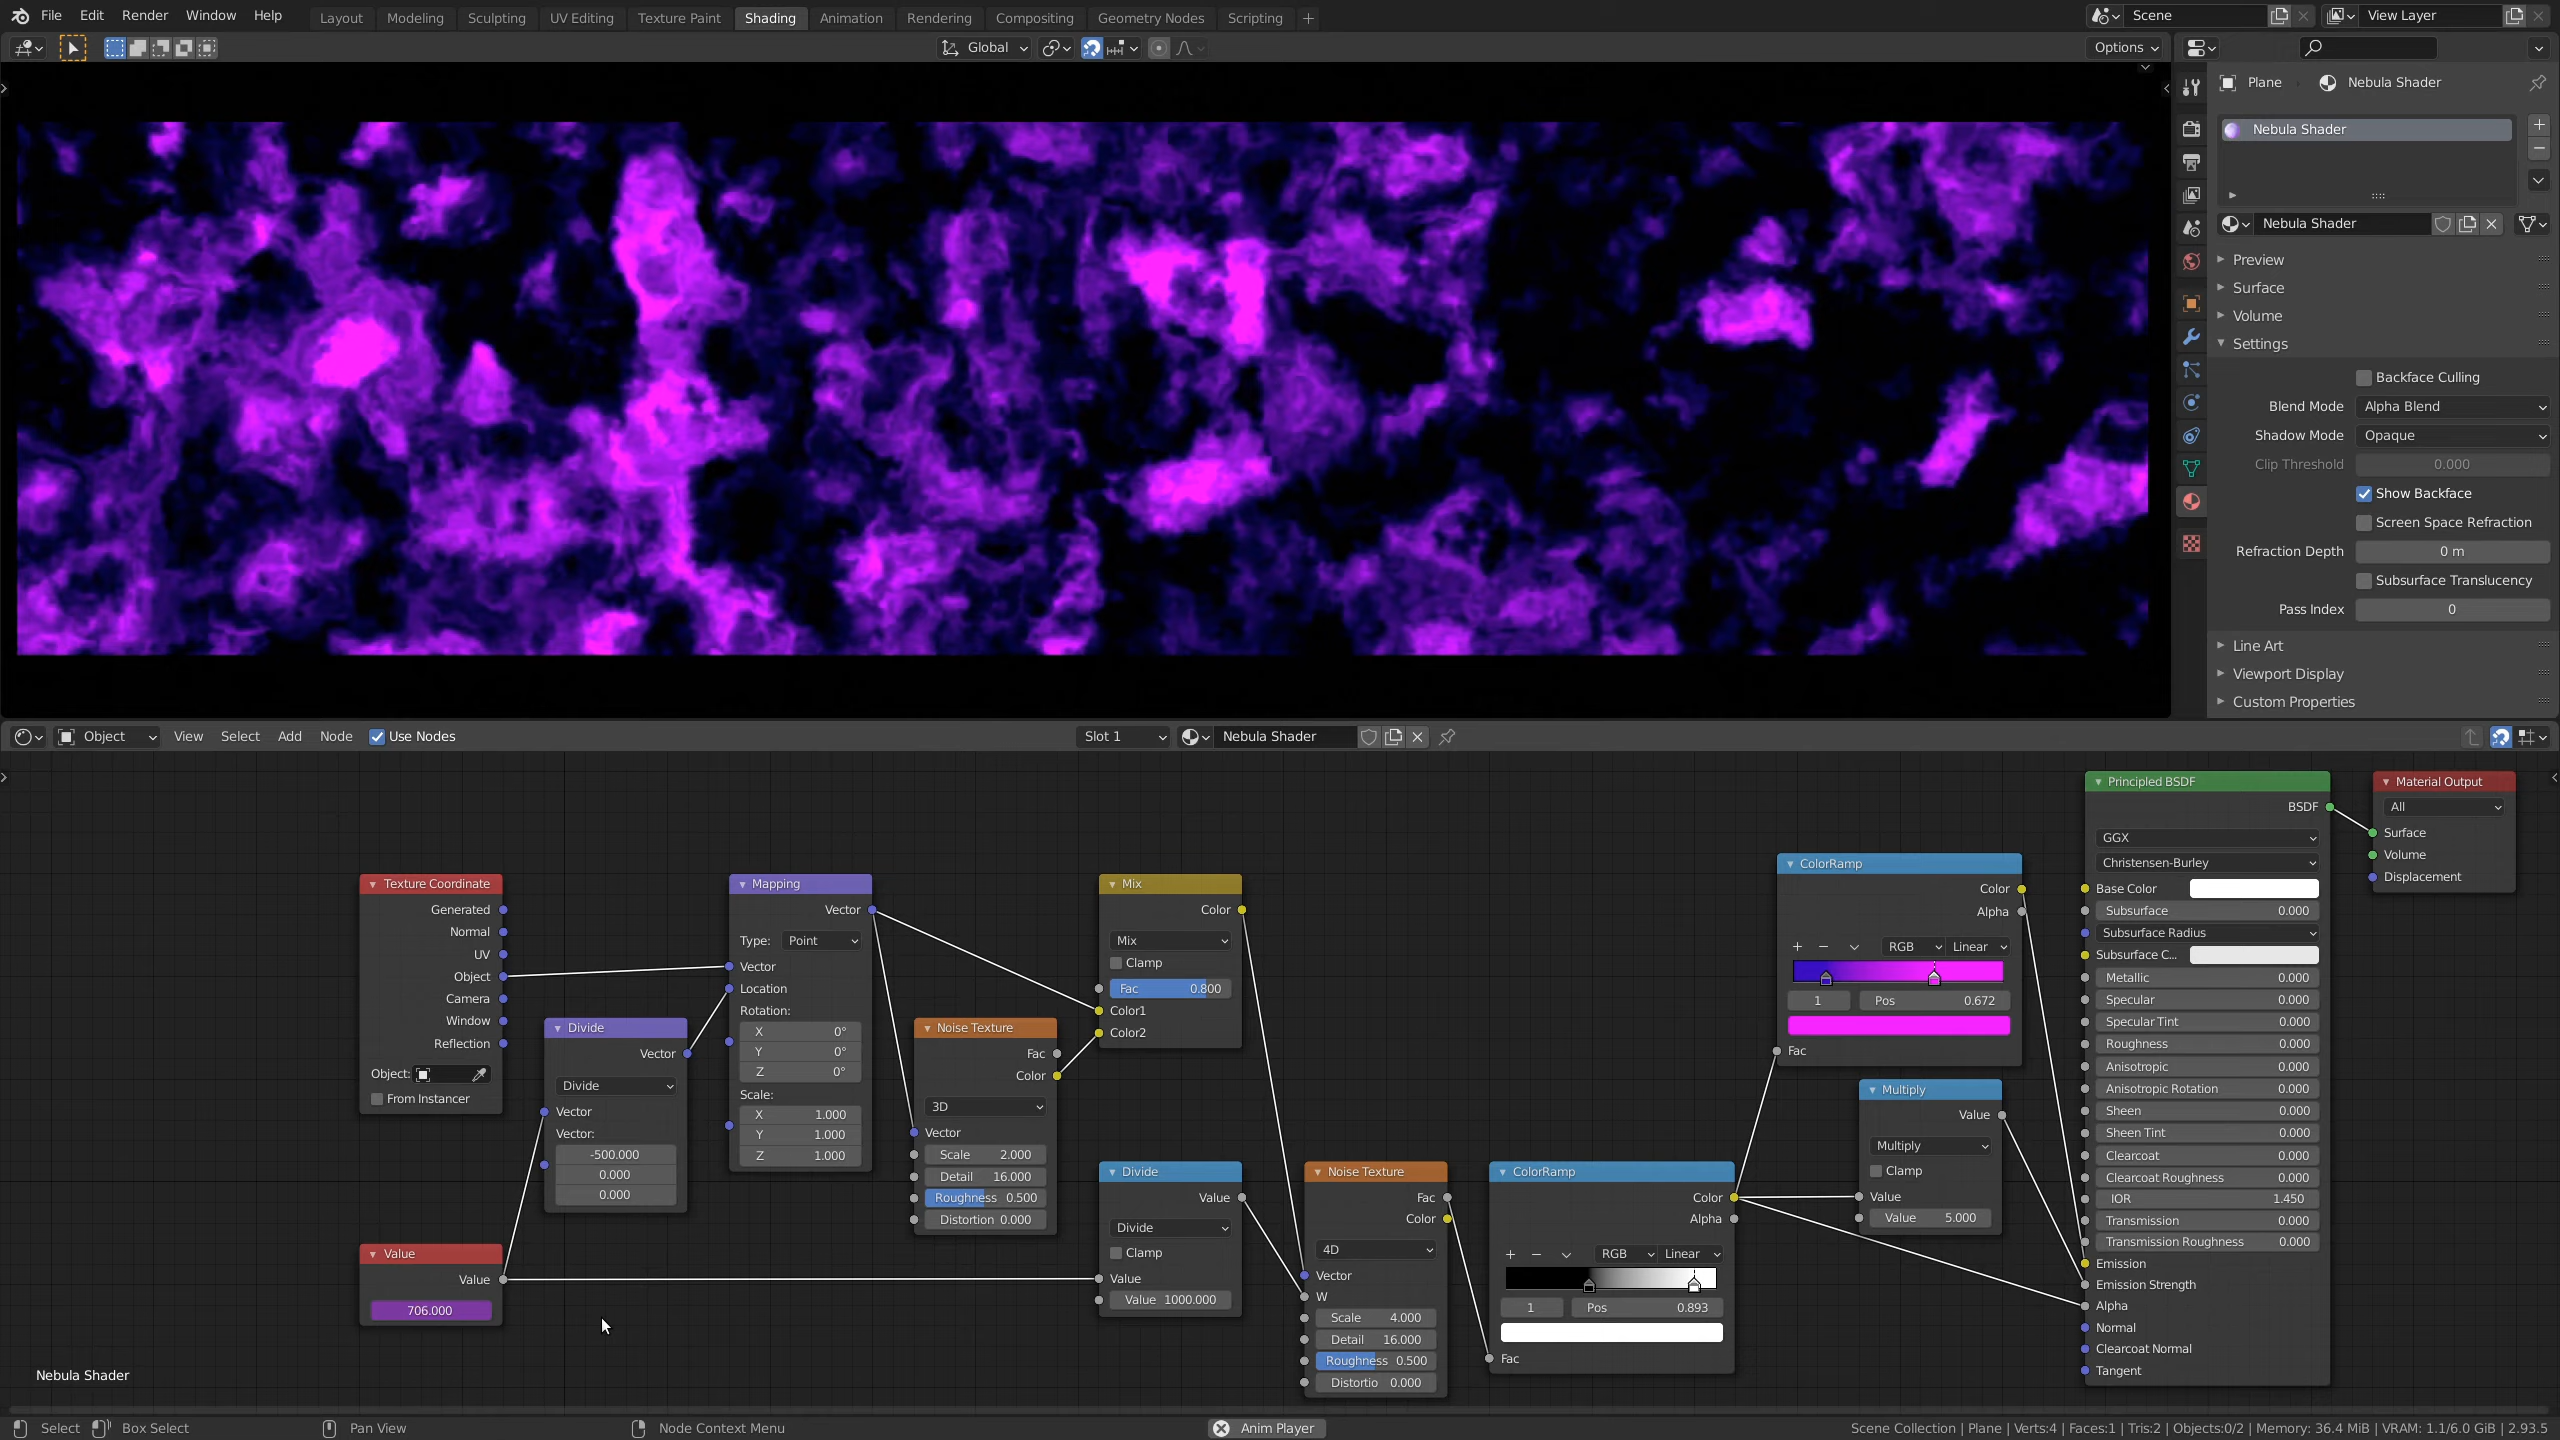 File Edit Render Window Help Layout Modeling Sculpting UV Editing Texture Paint Shading Animation Rendering Compositing Geometry Nodes Scripting + Scene View Layer
Global Options
Plane Nebula Shader
Nebula Shader
Nebula Shader
Preview
Surface
Volume
Settings
Backface Culling
Blend Mode Alpha Blend
Shadow Mode Opaque
Clip Threshold 0.000
Show Backface
Screen Space Refraction
Refraction Depth 0 m
Subsurface Translucency
Pass Index 0
Line Art
Viewport Display
Custom Properties
Object View Select Add Node Use Nodes Slot 1 Nebula Shader
Texture Coordinate
Generated
Normal
UV
Object
Camera
Window
Reflection
Object:
From Instancer
Value
Value
706.000
Divide
Vector
Divide
Vector
Vector:
-500.000
0.000
0.000
Mapping
Vector
Type: Point
Vector
Location
Rotation:
X 0°
Y 0°
Z 0°
Scale:
X 1.000
Y 1.000
Z 1.000
Noise Texture
Fac
Color
3D
Vector
Scale 2.000
Detail 16.000
Roughness 0.500
Distortion 0.000
Mix
Color
Mix
Clamp
Fac 0.800
Color1
Color2
Divide
Value
Divide
Clamp
Value
Value 1000.000
Noise Texture
Fac
Color
4D
Vector
W
Scale 4.000
Detail 16.000
Roughness 0.500
Distortio 0.000
ColorRamp
Color
Alpha
+ − RGB Linear
1 Pos 0.893
Fac
ColorRamp
Color
Alpha
+ − RGB Linear
1 Pos 0.672
Fac
Multiply
Value
Multiply
Clamp
Value
Value 5.000
Principled BSDF
BSDF
GGX
Christensen-Burley
Base Color
Subsurface 0.000
Subsurface Radius
Subsurface C...
Metallic 0.000
Specular 0.000
Specular Tint 0.000
Roughness 0.000
Anisotropic 0.000
Anisotropic Rotation 0.000
Sheen 0.000
Sheen Tint 0.000
Clearcoat 0.000
Clearcoat Roughness 0.000
IOR 1.450
Transmission 0.000
Transmission Roughness 0.000
Emission
Emission Strength
Alpha
Normal
Clearcoat Normal
Tangent
Material Output
All
Surface
Volume
Displacement
Nebula Shader
Select Box Select Pan View Node Context Menu Anim Player Scene Collection | Plane | Verts:4 | Faces:1 | Tris:2 | Objects:0/2 | Memory: 36.4 MiB | VRAM: 1.1/6.0 GiB | 2.93.5